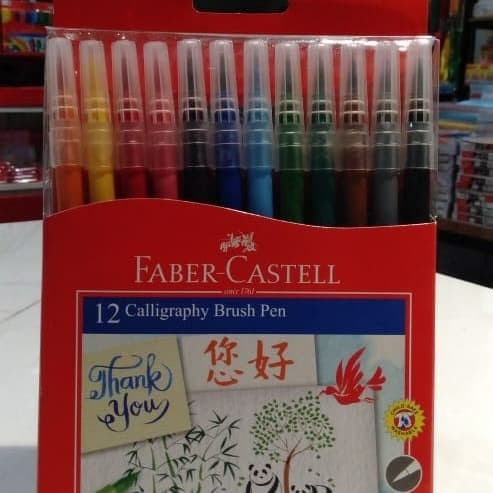 FABER-CASTELL
since 1761
12 Calligraphy Brush Pen
Thank
You
您好